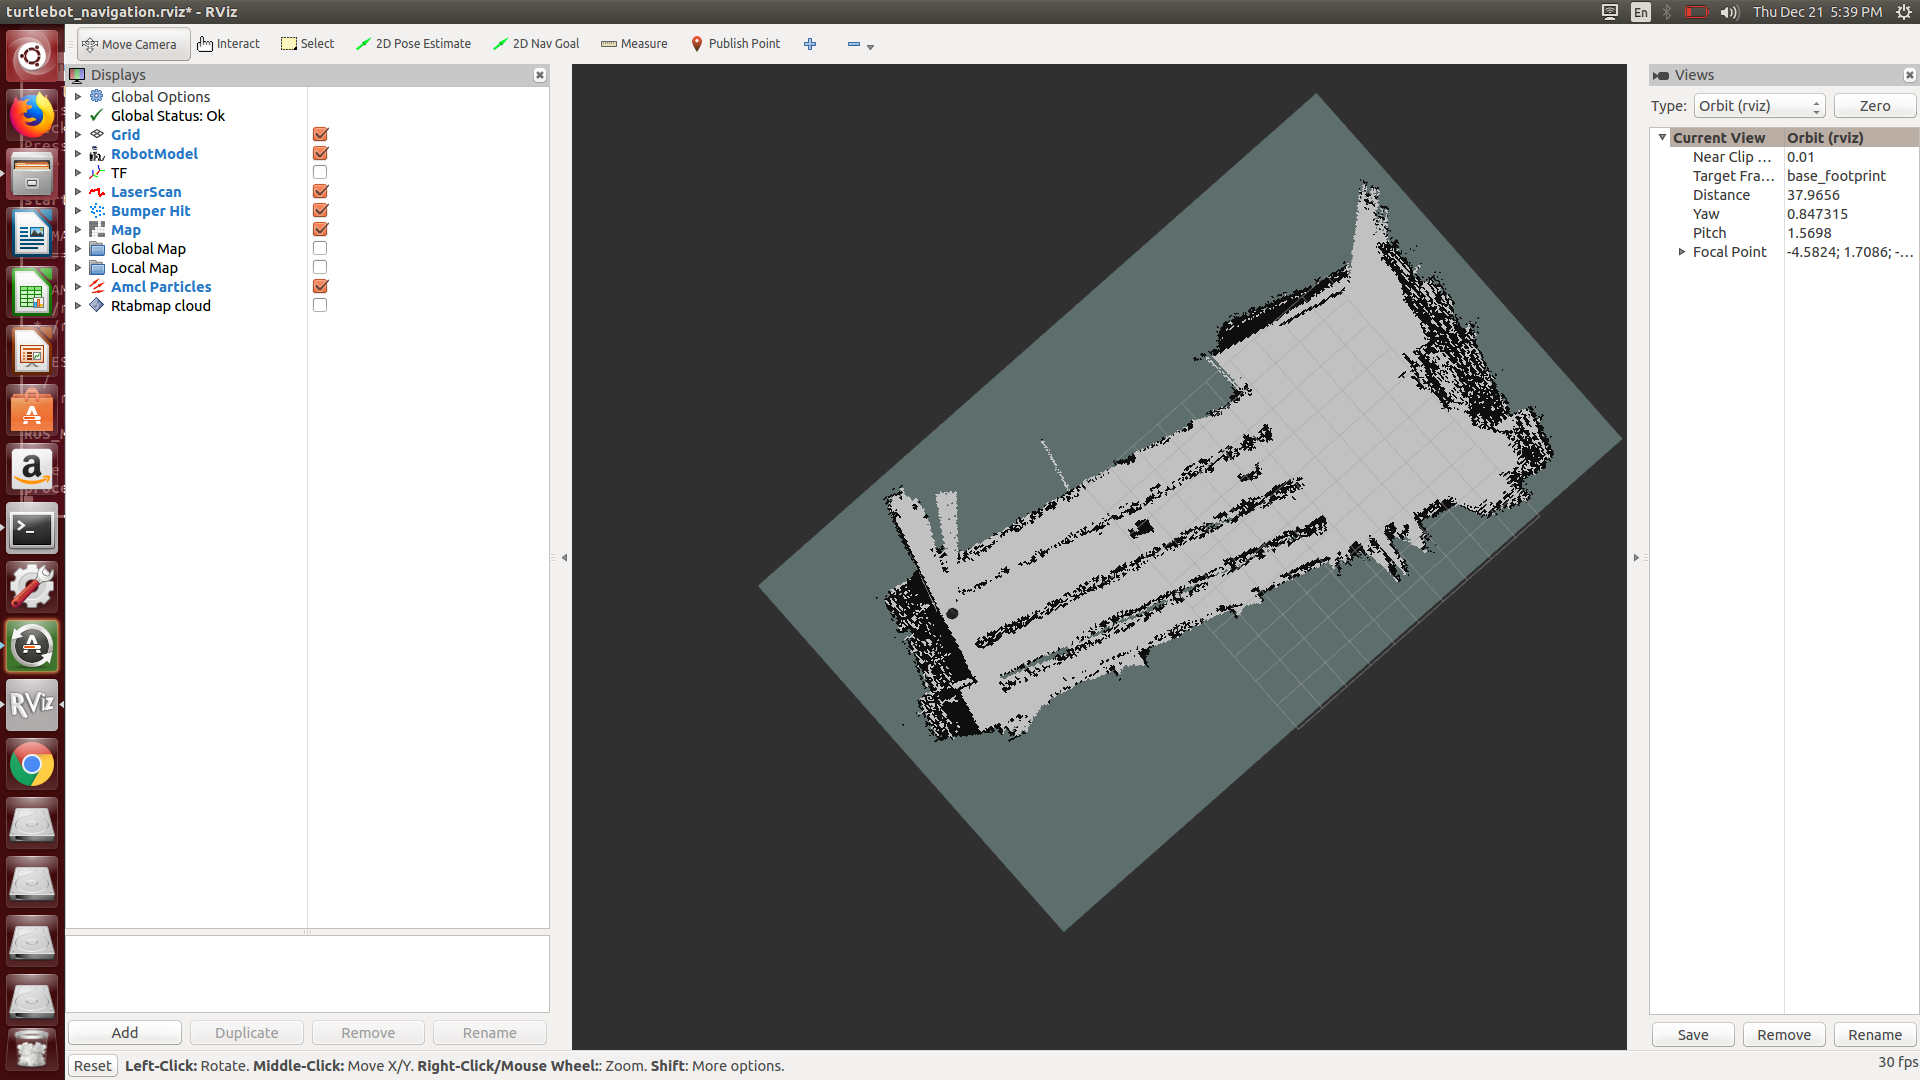 turtlebot_navigation.rviz* - RViz
En
Thu Dec 21 5:39 PM
Move Camera
Interact
Select
2D Pose Estimate
2D Nav Goal
Measure
Publish Point
Displays
Global Options
Global Status: Ok
Grid
RobotModel
TF
LaserScan
Bumper Hit
Map
Global Map
Local Map
Amcl Particles
Rtabmap cloud
Add
Duplicate
Remove
Rename
Views
Type:
Orbit (rviz)
Zero
Current View Orbit (rviz)
Near Clip ... 0.01
Target Fra... base_footprint
Distance 37.9656
Yaw 0.847315
Pitch 1.5698
Focal Point -4.5824; 1.7086; -...
Save
Remove
Rename
RViz
Reset
Left-Click: Rotate. Middle-Click: Move X/Y. Right-Click/Mouse Wheel:: Zoom. Shift: More options.
30 fps